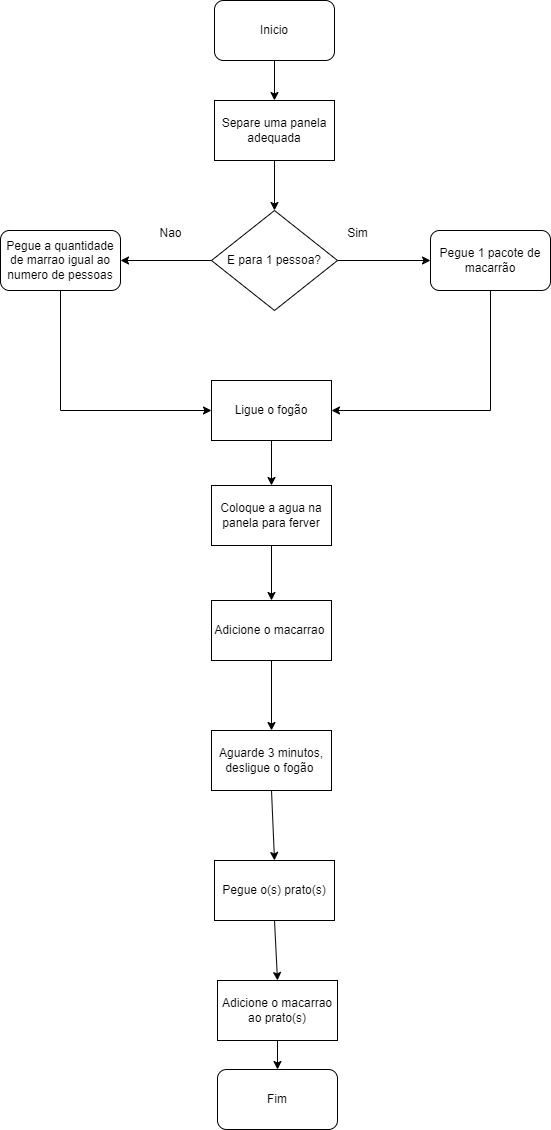 Inicio
Separe uma panela
adequada
Nao
Sim
Pegue a quantidade
de marrao igual ao
numero de pessoas
E para 1 pessoa?
Pegue 1 pacote de
macarrão
Ligue o fogão
Coloque a agua na
panela para ferver
Adicione o macarrao
Aguarde 3 minutos,
desligue o fogão
Pegue o(s) prato(s)
Adicione o macarrao
ao prato(s)
Fim